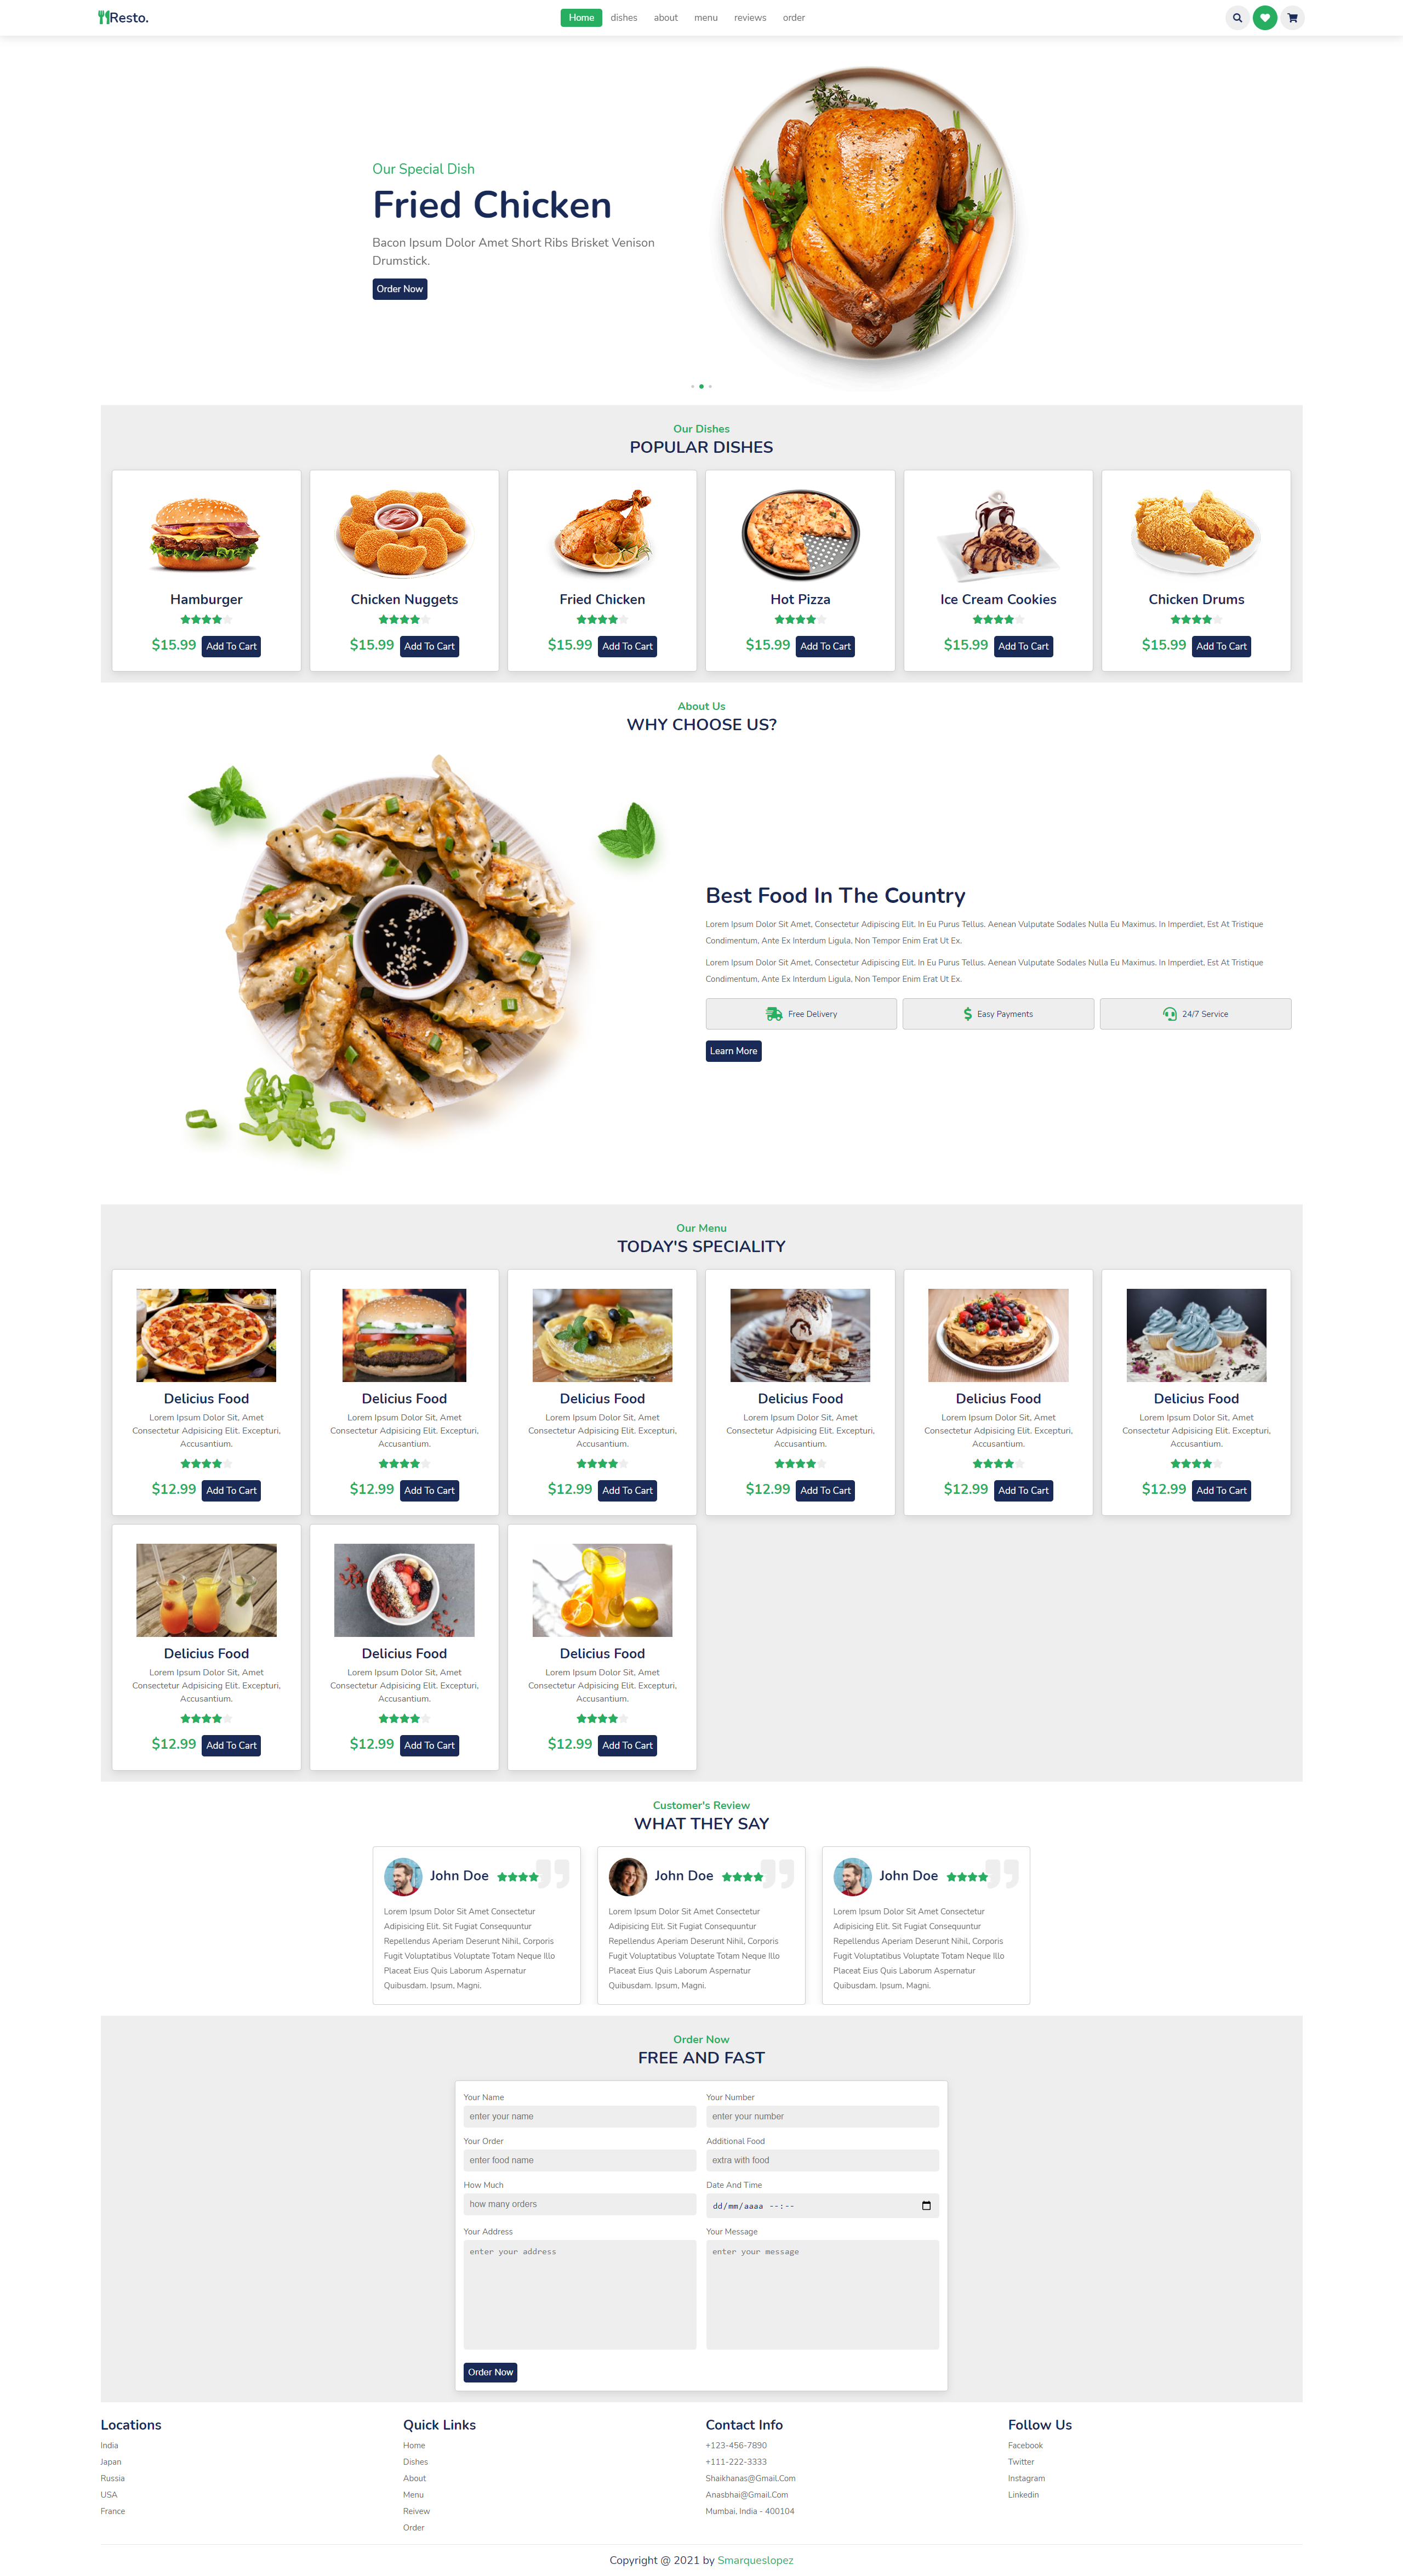 Resto.
Home dishes about menu reviews order
Our Special Dish
Fried Chicken
Bacon Ipsum Dolor Amet Short Ribs Brisket Venison
Drumstick.
Order Now
Our Dishes
POPULAR DISHES
Hamburger
$15.99 Add To Cart
Chicken Nuggets
$15.99 Add To Cart
Fried Chicken
$15.99 Add To Cart
Hot Pizza
$15.99 Add To Cart
Ice Cream Cookies
$15.99 Add To Cart
Chicken Drums
$15.99 Add To Cart
About Us
WHY CHOOSE US?
Best Food In The Country
Lorem Ipsum Dolor Sit Amet, Consectetur Adipiscing Elit. In Eu Purus Tellus. Aenean Vulputate Sodales Nulla Eu Maximus. In Imperdiet, Est At Tristique
Condimentum, Ante Ex Interdum Ligula, Non Tempor Enim Erat Ut Ex.
Lorem Ipsum Dolor Sit Amet, Consectetur Adipiscing Elit. In Eu Purus Tellus. Aenean Vulputate Sodales Nulla Eu Maximus. In Imperdiet, Est At Tristique
Condimentum, Ante Ex Interdum Ligula, Non Tempor Enim Erat Ut Ex.
Free Delivery
Easy Payments
24/7 Service
Learn More
Our Menu
TODAY'S SPECIALITY
Delicius Food
Lorem Ipsum Dolor Sit, Amet
Consectetur Adpisicing Elit. Excepturi,
Accusantium.
$12.99 Add To Cart
Delicius Food
Lorem Ipsum Dolor Sit, Amet
Consectetur Adpisicing Elit. Excepturi,
Accusantium.
$12.99 Add To Cart
Delicius Food
Lorem Ipsum Dolor Sit, Amet
Consectetur Adpisicing Elit. Excepturi,
Accusantium.
$12.99 Add To Cart
Delicius Food
Lorem Ipsum Dolor Sit, Amet
Consectetur Adpisicing Elit. Excepturi,
Accusantium.
$12.99 Add To Cart
Delicius Food
Lorem Ipsum Dolor Sit, Amet
Consectetur Adpisicing Elit. Excepturi,
Accusantium.
$12.99 Add To Cart
Delicius Food
Lorem Ipsum Dolor Sit, Amet
Consectetur Adpisicing Elit. Excepturi,
Accusantium.
$12.99 Add To Cart
Delicius Food
Lorem Ipsum Dolor Sit, Amet
Consectetur Adpisicing Elit. Excepturi,
Accusantium.
$12.99 Add To Cart
Delicius Food
Lorem Ipsum Dolor Sit, Amet
Consectetur Adpisicing Elit. Excepturi,
Accusantium.
$12.99 Add To Cart
Delicius Food
Lorem Ipsum Dolor Sit, Amet
Consectetur Adpisicing Elit. Excepturi,
Accusantium.
$12.99 Add To Cart
Customer's Review
WHAT THEY SAY
John Doe
Lorem Ipsum Dolor Sit Amet Consectetur
Adipisicing Elit. Sit Fugiat Consequuntur
Repellendus Aperiam Deserunt Nihil, Corporis
Fugit Voluptatibus Voluptate Totam Neque Illo
Placeat Eius Quis Laborum Aspernatur
Quibusdam. Ipsum, Magni.
John Doe
Lorem Ipsum Dolor Sit Amet Consectetur
Adipisicing Elit. Sit Fugiat Consequuntur
Repellendus Aperiam Deserunt Nihil, Corporis
Fugit Voluptatibus Voluptate Totam Neque Illo
Placeat Eius Quis Laborum Aspernatur
Quibusdam. Ipsum, Magni.
John Doe
Lorem Ipsum Dolor Sit Amet Consectetur
Adipisicing Elit. Sit Fugiat Consequuntur
Repellendus Aperiam Deserunt Nihil, Corporis
Fugit Voluptatibus Voluptate Totam Neque Illo
Placeat Eius Quis Laborum Aspernatur
Quibusdam. Ipsum, Magni.
Order Now
FREE AND FAST
Your Name
enter your name
Your Number
enter your number
Your Order
enter food name
Additional Food
extra with food
How Much
how many orders
Date And Time
dd/mm/aaaa --:--
Your Address
enter your address
Your Message
enter your message
Order Now
Locations
India
Japan
Russia
USA
France
Quick Links
Home
Dishes
About
Menu
Reivew
Order
Contact Info
+123-456-7890
+111-222-3333
Shaikhanas@Gmail.Com
Anasbhai@Gmail.Com
Mumbai, India - 400104
Follow Us
Facebook
Twitter
Instagram
Linkedin
Copyright @ 2021 by Smarqueslopez